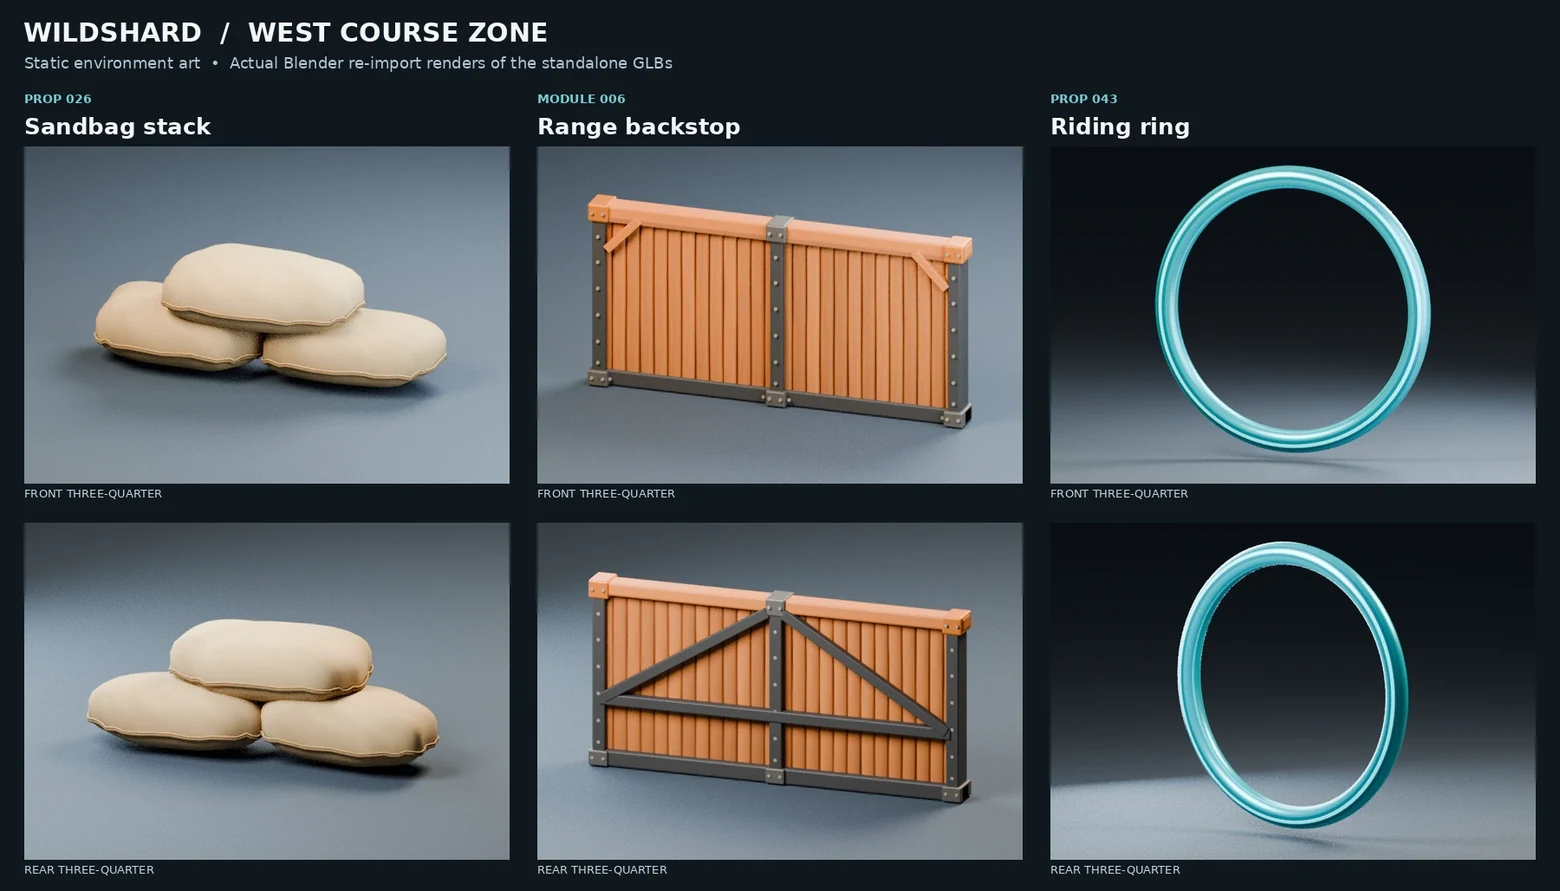 WILDSHARD / WEST COURSE ZONE
Static environment art • Actual Blender re-import renders of the standalone GLBs
PROP 026
Sandbag stack
FRONT THREE-QUARTER
REAR THREE-QUARTER
MODULE 006
Range backstop
FRONT THREE-QUARTER
REAR THREE-QUARTER
PROP 043
Riding ring
FRONT THREE-QUARTER
REAR THREE-QUARTER